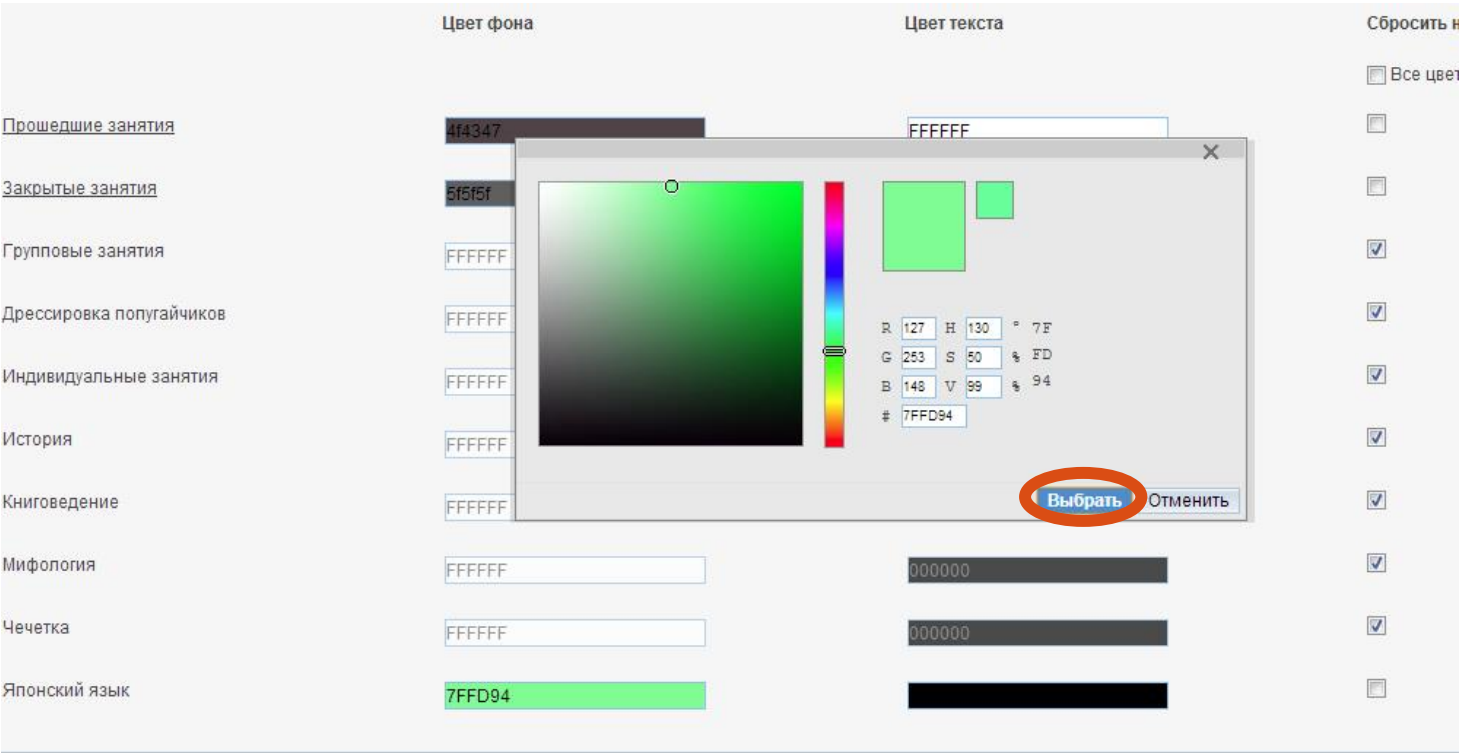 Цвет фона Цвет текста Сбросить н
Все цвет
Прошедшие занятия 4f4347 FFFFFF
Закрытые занятия 5f5f5f
Групповые занятия FFFFFF
Дрессировка попугайчиков FFFFFF
R 127 H 130 ° 7F
G 253 S 50 % FD
Индивидуальные занятия FFFFFF
B 148 V 99 % 94
# 7FFD94
История FFFFFF
Книговедение FFFFFF
Выбрать Отменить
Мифология FFFFFF 000000
Чечетка FFFFFF 000000
Японский язык 7FFD94